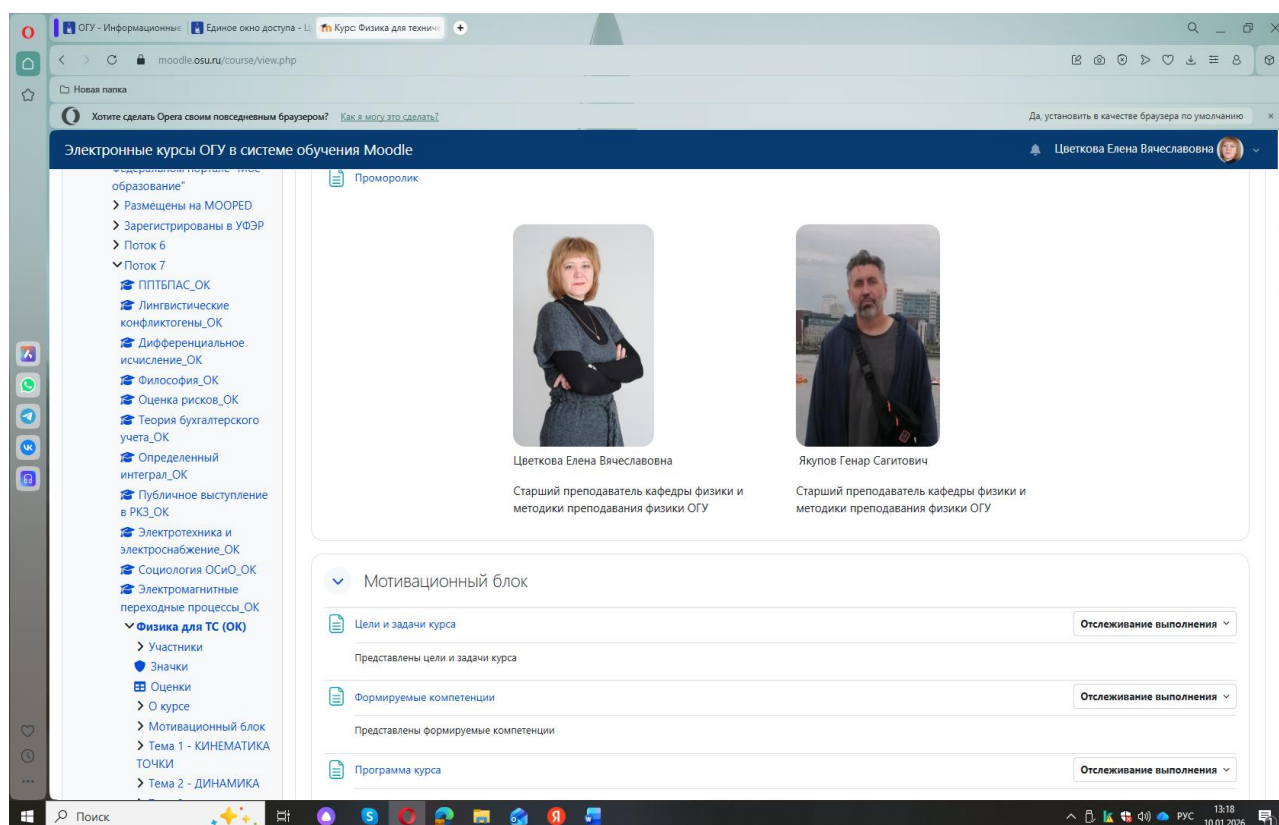 ОГУ - Информационные
Единое окно доступа - Ц
Курс: Физика для техниче
moodle.osu.ru/course/view.php
Новая папка
Хотите сделать Opera своим повседневным браузером? Как я могу это сделать?
Да, установить в качестве браузера по умолчанию
Электронные курсы ОГУ в системе обучения Moodle
Цветкова Елена Вячеславовна
Федеральном портале "Мое
образование"
Размещены на MOOPED
Зарегистрированы в УФЭР
Поток 6
Поток 7
ППТБПАС_ОК
Лингвистические
конфликтогены_ОК
Дифференциальное
исчисление_ОК
Философия_ОК
Оценка рисков_ОК
Теория бухгалтерского
учета_ОК
Определенный
интеграл_ОК
Публичное выступление
в РКЗ_ОК
Электротехника и
электроснабжение_ОК
Социология ОСиО_ОК
Электромагнитные
переходные процессы_ОК
Физика для ТС (ОК)
Участники
Значки
Оценки
О курсе
Мотивационный блок
Тема 1 - КИНЕМАТИКА
ТОЧКИ
Тема 2 - ДИНАМИКА
Проморолик
Цветкова Елена Вячеславовна
Старший преподаватель кафедры физики и
методики преподавания физики ОГУ
Якупов Генар Сагитович
Старший преподаватель кафедры физики и
методики преподавания физики ОГУ
Мотивационный блок
Цели и задачи курса
Отслеживание выполнения
Представлены цели и задачи курса
Формируемые компетенции
Отслеживание выполнения
Представлены формируемые компетенции
Программа курса
Отслеживание выполнения
Поиск
РУС
13:18
10.01.2026